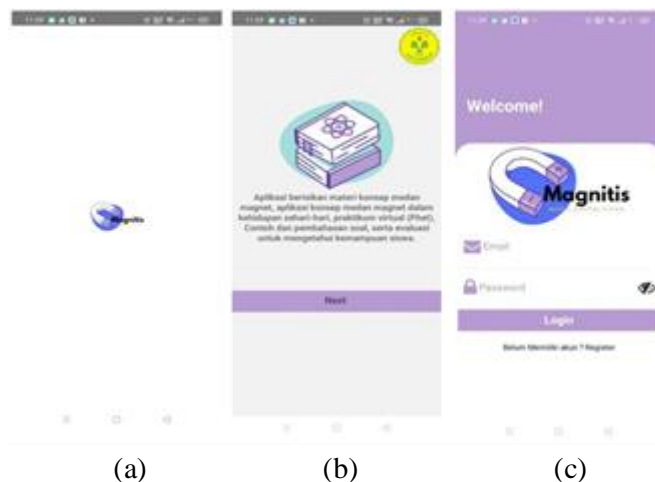 Magnitis
Aplikasi berisikan materi konsep medan
magnet, aplikasi konsep medan magnet dalam
kehidupan sehari-hari, praktikum virtual (Phet),
Contoh dan pembahasan soal, serta evaluasi
untuk mengetahui kemampuan siswa.
Next
Welcome!
Magnitis
Email
Password
Login
Belum Memiliki akun ? Register
(a)
(b)
(c)